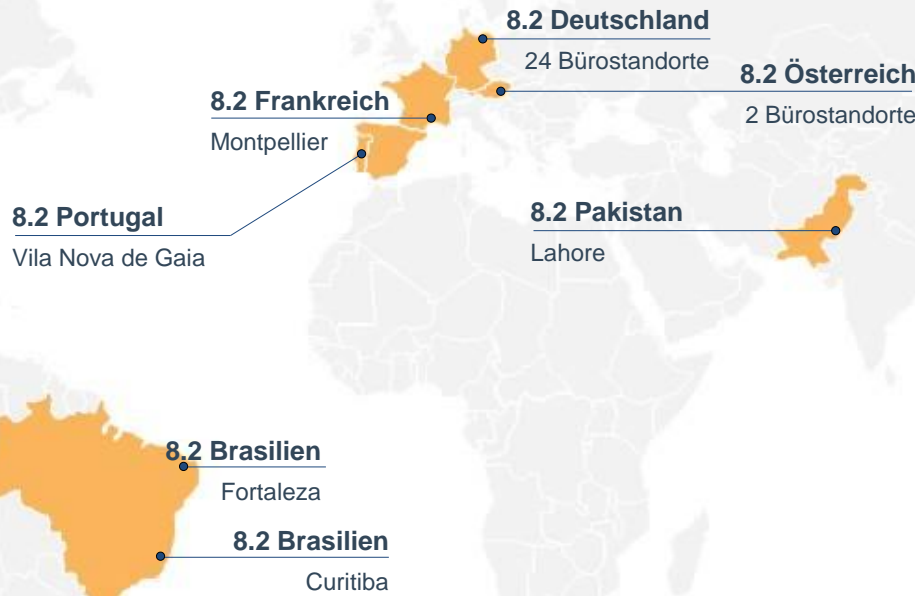 8.2 Deutschland
24 Bürostandorte
8.2 Österreich
2 Bürostandorte
8.2 Frankreich
Montpellier
8.2 Portugal
Vila Nova de Gaia
8.2 Pakistan
Lahore
8.2 Brasilien
Fortaleza
8.2 Brasilien
Curitiba